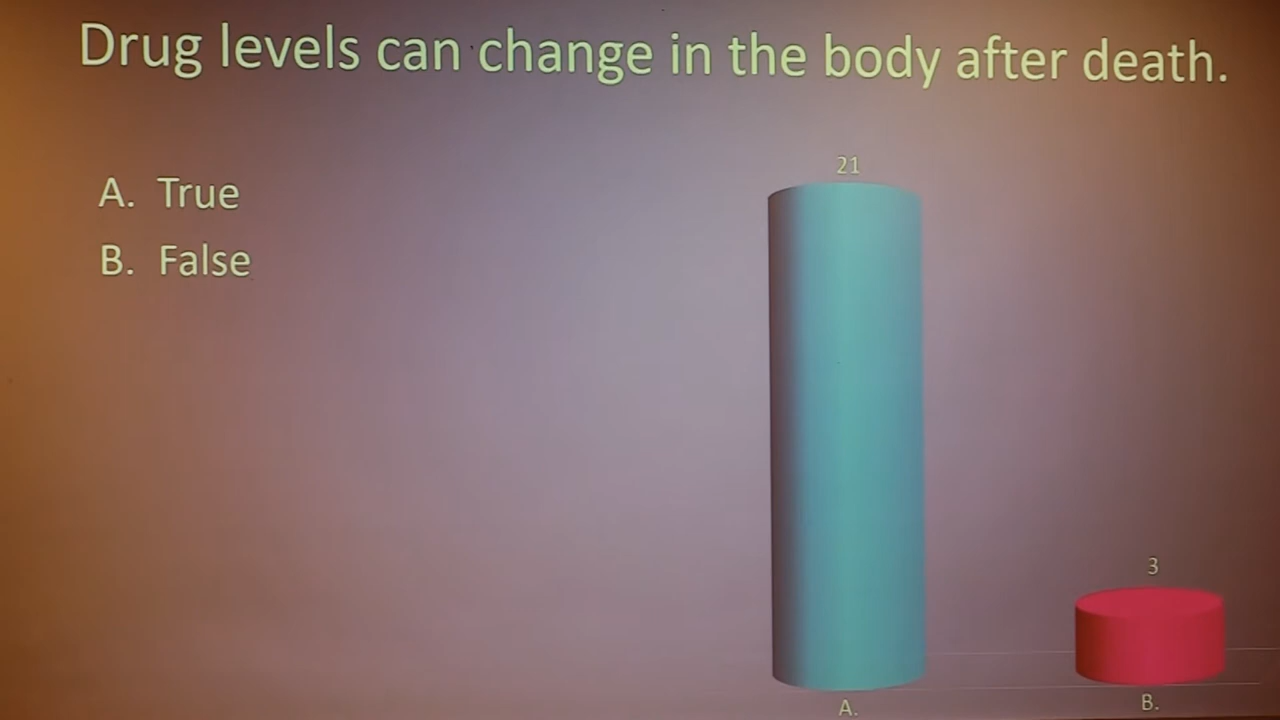 Drug levels can change in the body after death.
A. True
B. False
21
3
A.
B.